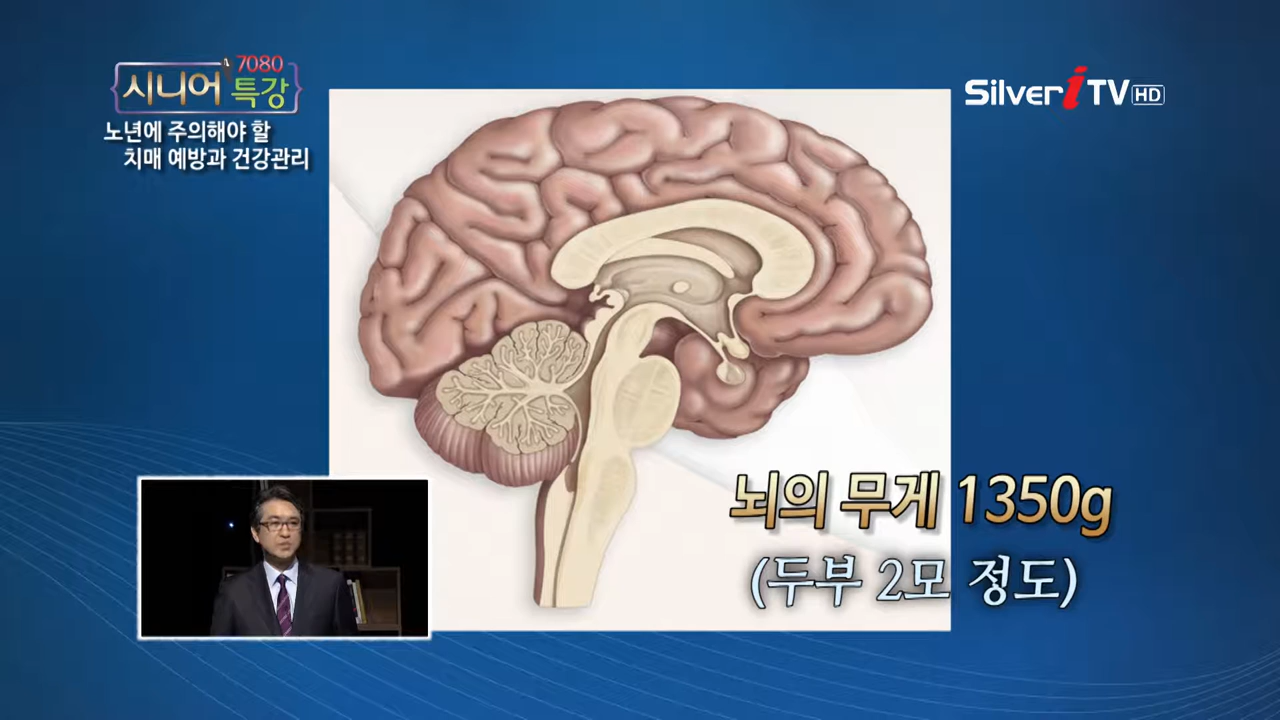 7080
시니어 특강
노년에 주의해야 할
치매 예방과 건강관리
Silver i TV HD
뇌의 무게 1350g
(두부 2모 정도)